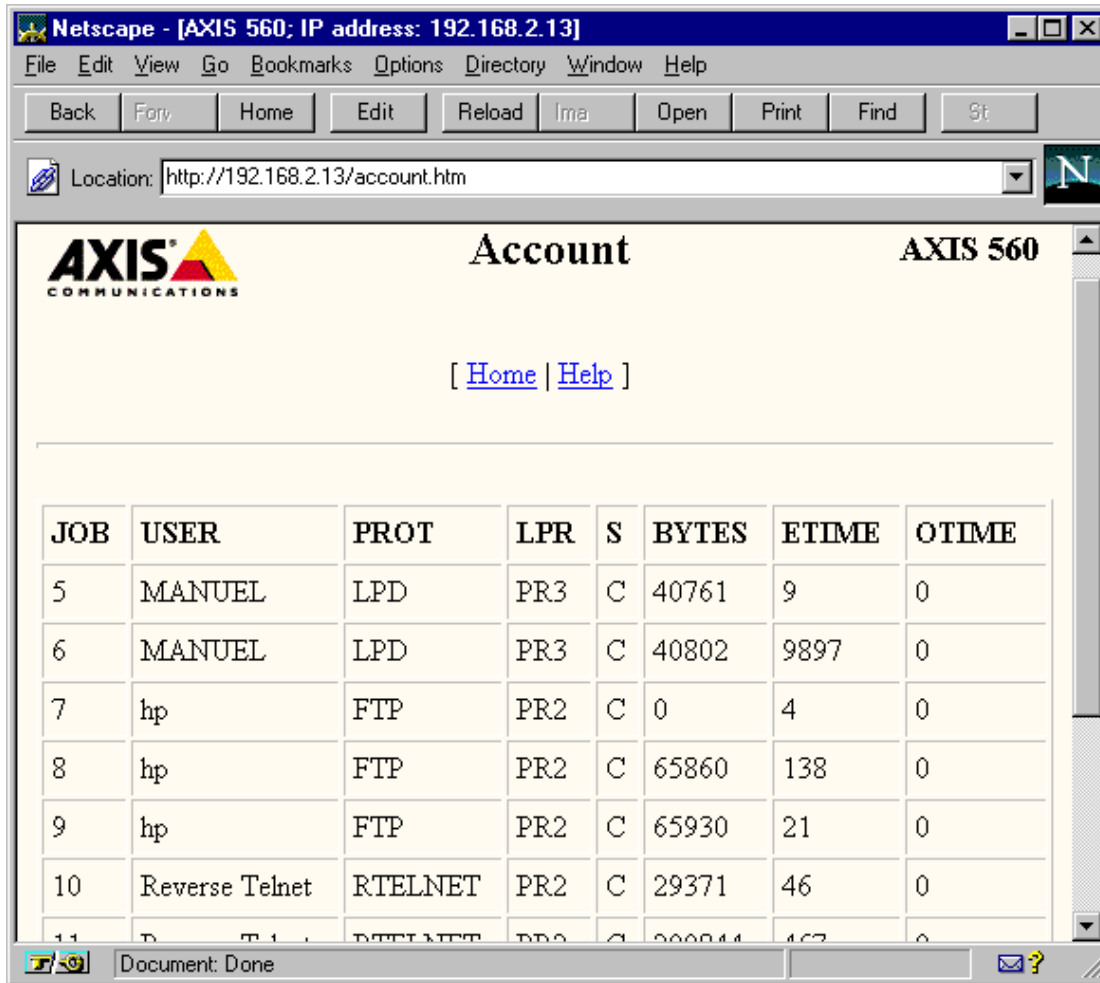 Netscape - [AXIS 560; IP address: 192.168.2.13]
File Edit View Go Bookmarks Options Directory Window Help
Back Forw Home Edit Reload Ima Open Print Find St
Location: http://192.168.2.13/account.htm
N
AXIS COMMUNICATIONS
Account
AXIS 560
[ Home | Help ]
JOB USER PROT LPR S BYTES ETIME OTIME
5 MANUEL LPD PR3 C 40761 9 0
6 MANUEL LPD PR3 C 40802 9897 0
7 hp FTP PR2 C 0 4 0
8 hp FTP PR2 C 65860 138 0
9 hp FTP PR2 C 65930 21 0
10 Reverse Telnet RTELNET PR2 C 29371 46 0
11 Reverse Telnet RTELNET PR2 C
Document: Done